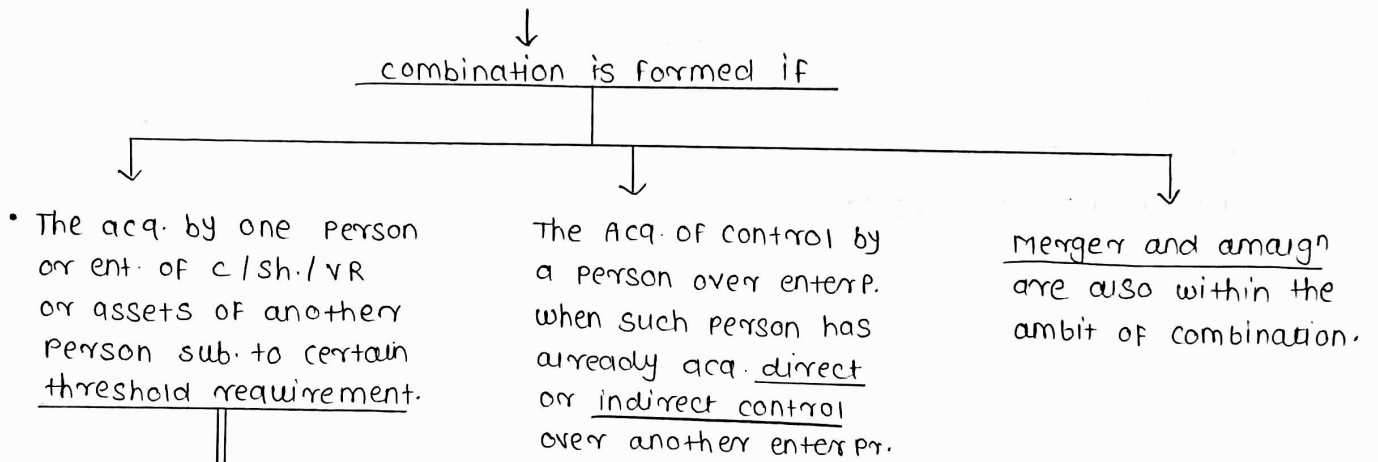 combination is formed if
• The acq. by one person
or ent. of c/sh./VR
or assets of another
person sub. to certain
threshold requirement.
The Acq. of control by
a person over enterp.
when such person has
already acq. direct
or indirect control
over another enterpr.
Merger and amalgn
are also within the
ambit of combination.